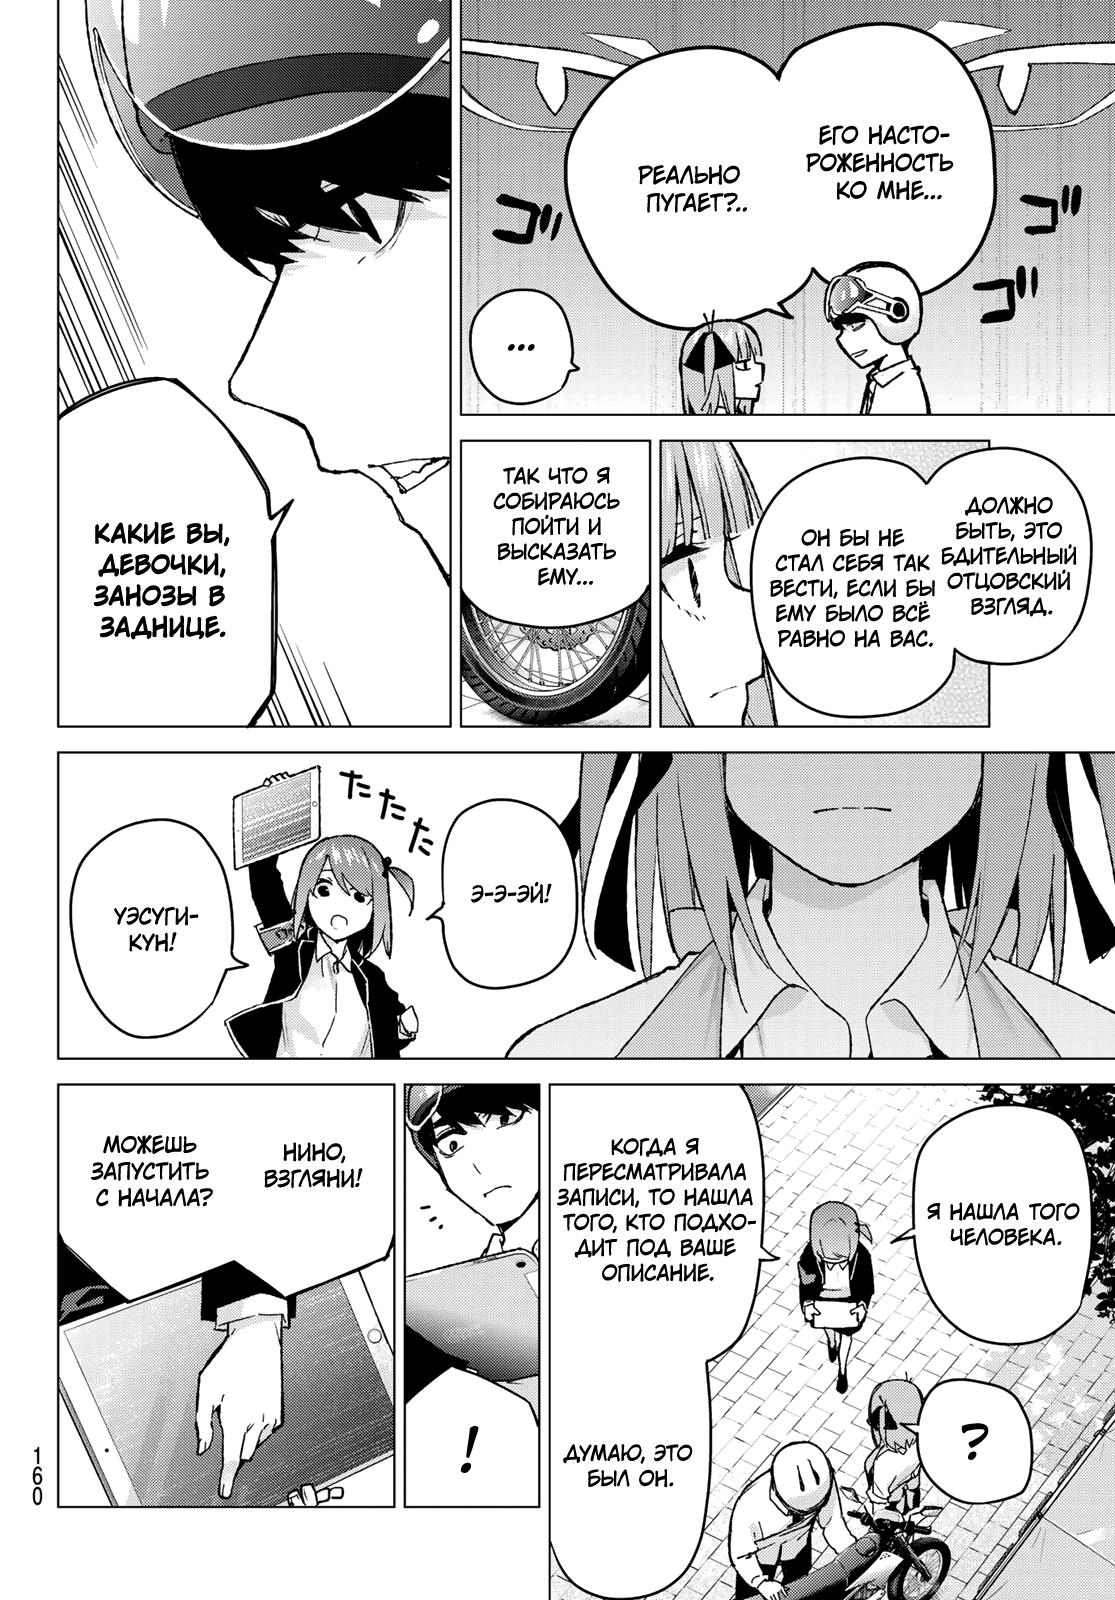 ЕГО НАСТО-
РОЖЕННОСТЬ
КО МНЕ...
РЕАЛЬНО
ПУГАЕТ?..
ゴゴ
ゴゴ
...
ДОЛЖНО
БЫТЬ, ЭТО
БДИТЕЛЬНЫЙ
ОТЦОВСКИЙ
ВЗГЛЯД.
ОН БЫ НЕ
СТАЛ СЕБЯ ТАК
ВЕСТИ, ЕСЛИ БЫ
ЕМУ БЫЛО ВСЁ
РАВНО НА ВАС.
ТАК ЧТО Я
СОБИРАЮСЬ
ПОЙТИ И
ВЫСКАЗАТЬ
ЕМУ...
КАКИЕ ВЫ,
ДЕВОЧКИ,
ЗАНОЗЫ В
ЗАДНИЦЕ.
Э-Э-ЭЙ!
たたた
УЭСУГИ-
КУН!
Я НАШЛА ТОГО
ЧЕЛОВЕКА.
КОГДА Я
ПЕРЕСМАТРИВАЛА
ЗАПИСИ, ТО НАШЛА
ТОГО, КТО ПОДХО-
ДИТ ПОД ВАШЕ
ОПИСАНИЕ.
?
ДУМАЮ, ЭТО
БЫЛ ОН.
!
НИНО,
ВЗГЛЯНИ!
МОЖЕШЬ
ЗАПУСТИТЬ
С НАЧАЛА?
160